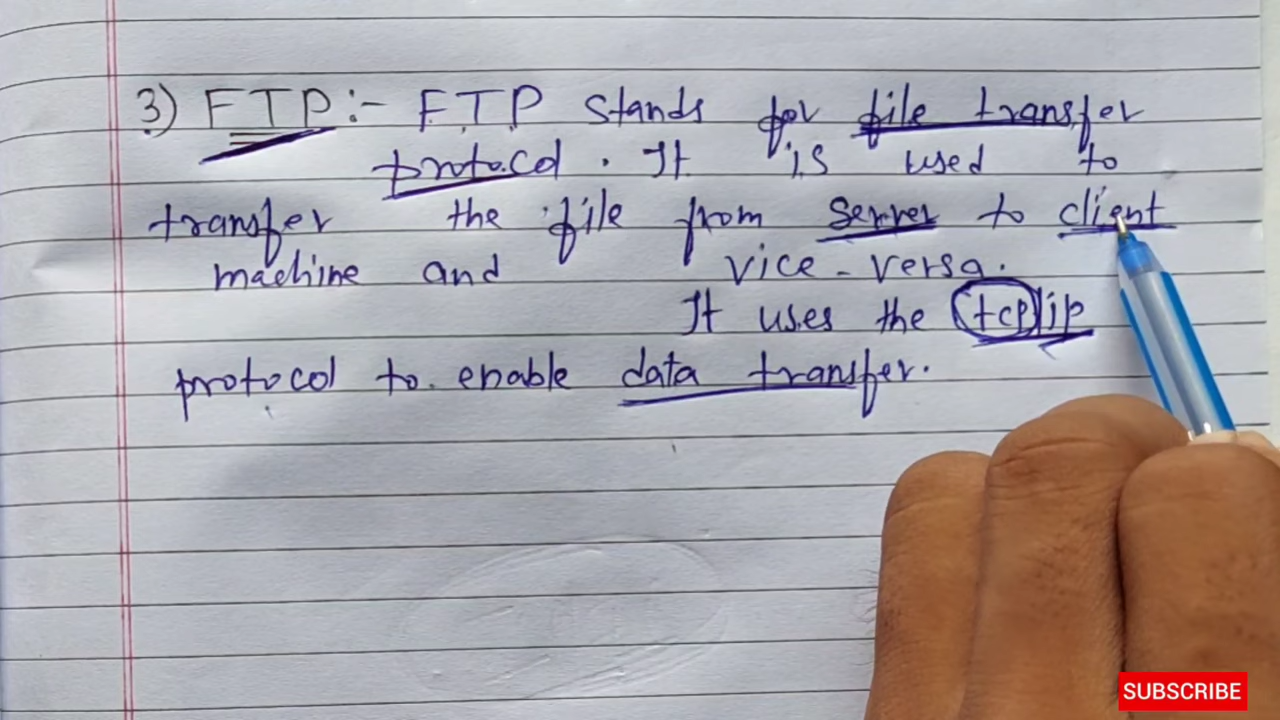 3) FTP :- FTP stands for file transfer
protocol. It is used to
transfer the file from server to client
machine and vice-versa.
It uses the tcp/ip
protocol to enable data transfer.
SUBSCRIBE